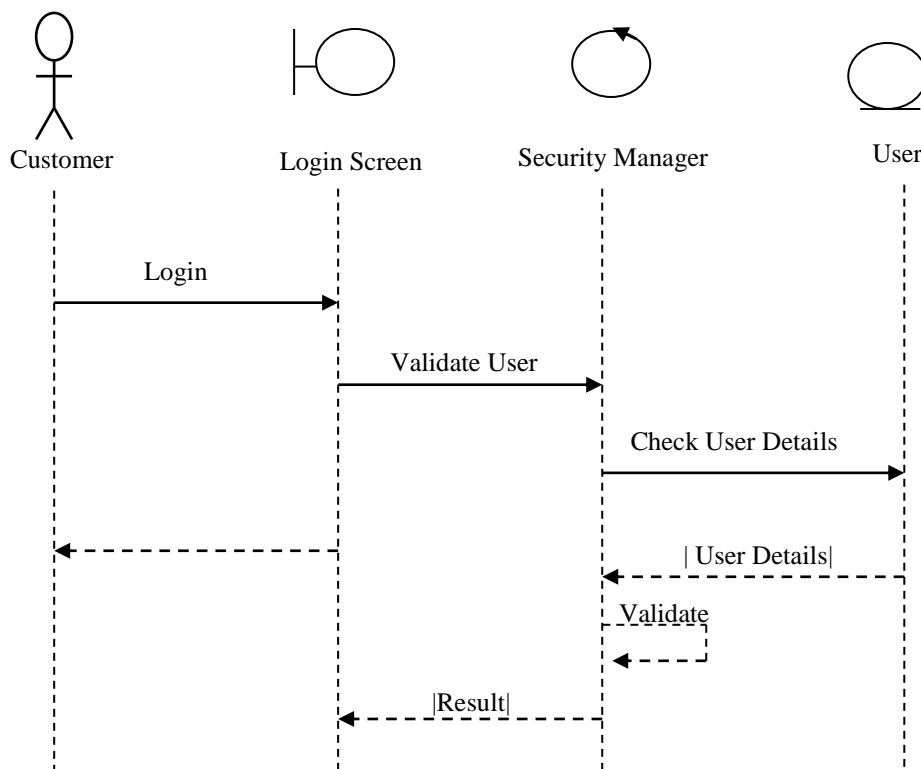 Customer
Login Screen
Security Manager
User
Login
Validate User
Check User Details
| User Details|
Validate
|Result|